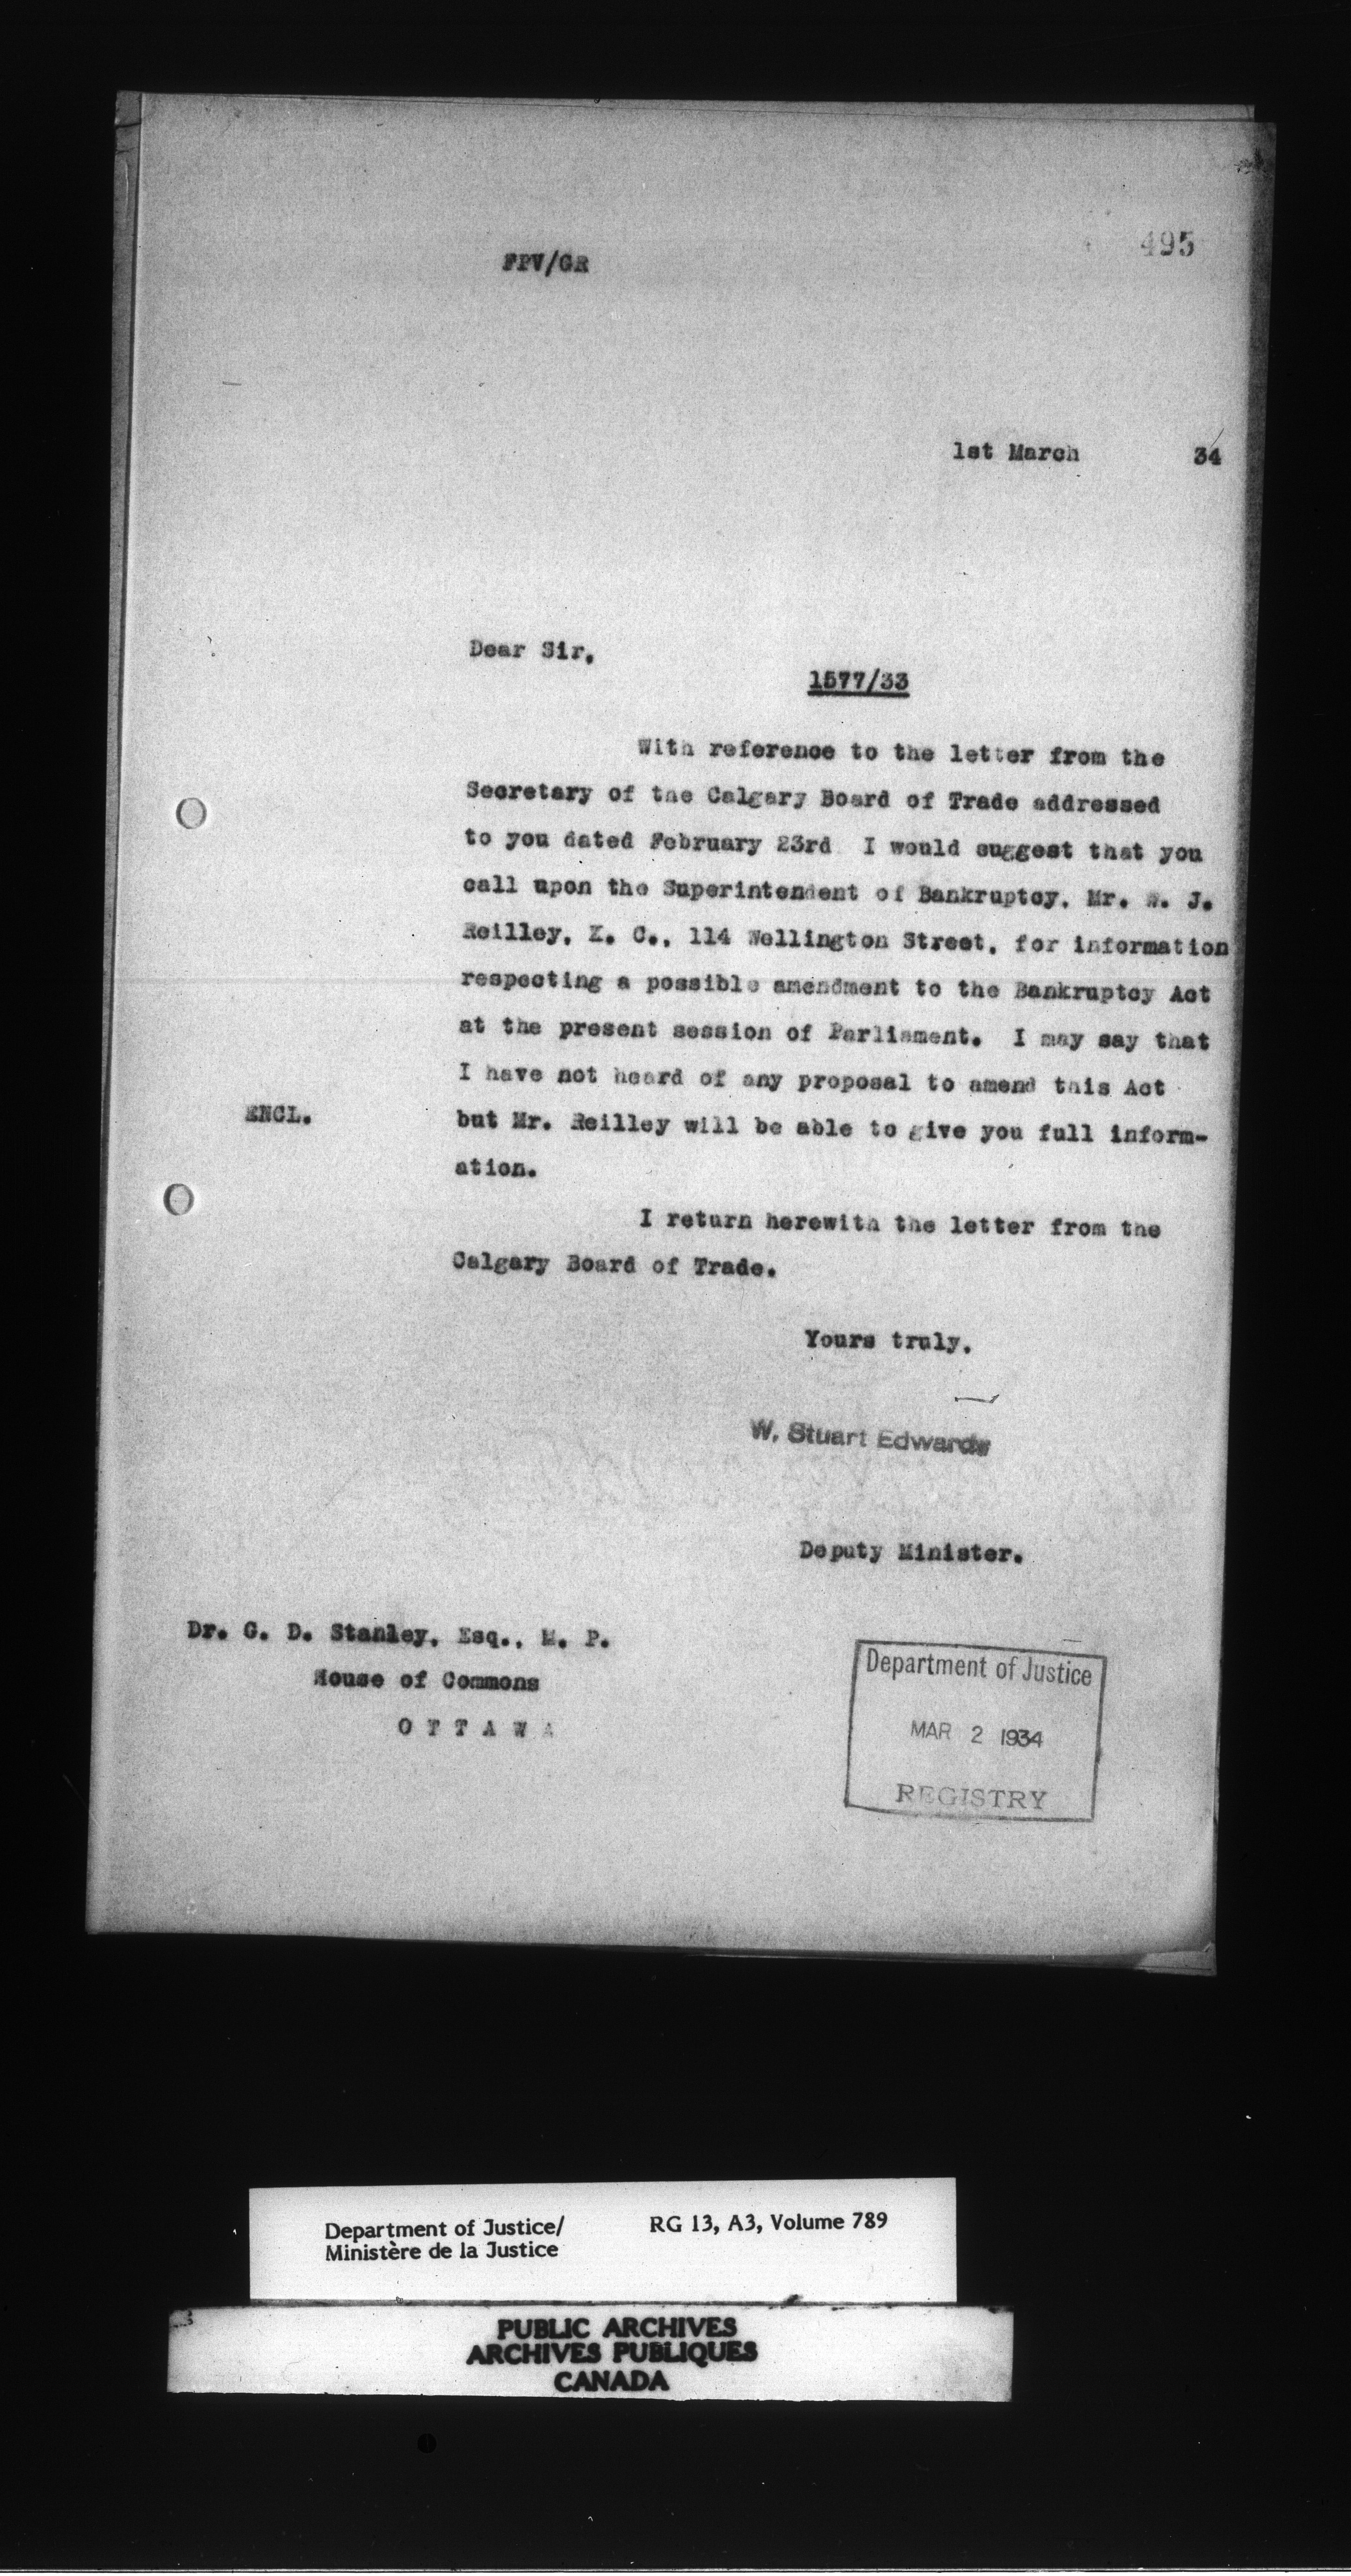 495
FPV/GR
1st March 34
Dear Sir,
1577/33
With reference to the letter from the
Secretary of the Calgary Board of Trade addressed
to you dated February 23rd I would suggest that you
call upon the Superintendent of Bankruptcy, Mr. W. J.
Reilley, K. C., 114 Wellington Street, for information
respecting a possible amendment to the Bankruptcy Act
at the present session of Parliament. I may say that
I have not heard of any proposal to amend this Act
ENCL. but Mr. Reilley will be able to give you full inform-
ation.
I return herewith the letter from the
Calgary Board of Trade.
Yours truly,
W. Stuart Edwards
Deputy Minister.
Dr. G. D. Stanley, Esq., M. P.
House of Commons
O T T A W A
Department of Justice
MAR 2 1934
REGISTRY
Department of Justice/ RG 13, A3, Volume 789
Ministère de la Justice
PUBLIC ARCHIVES
ARCHIVES PUBLIQUES
CANADA